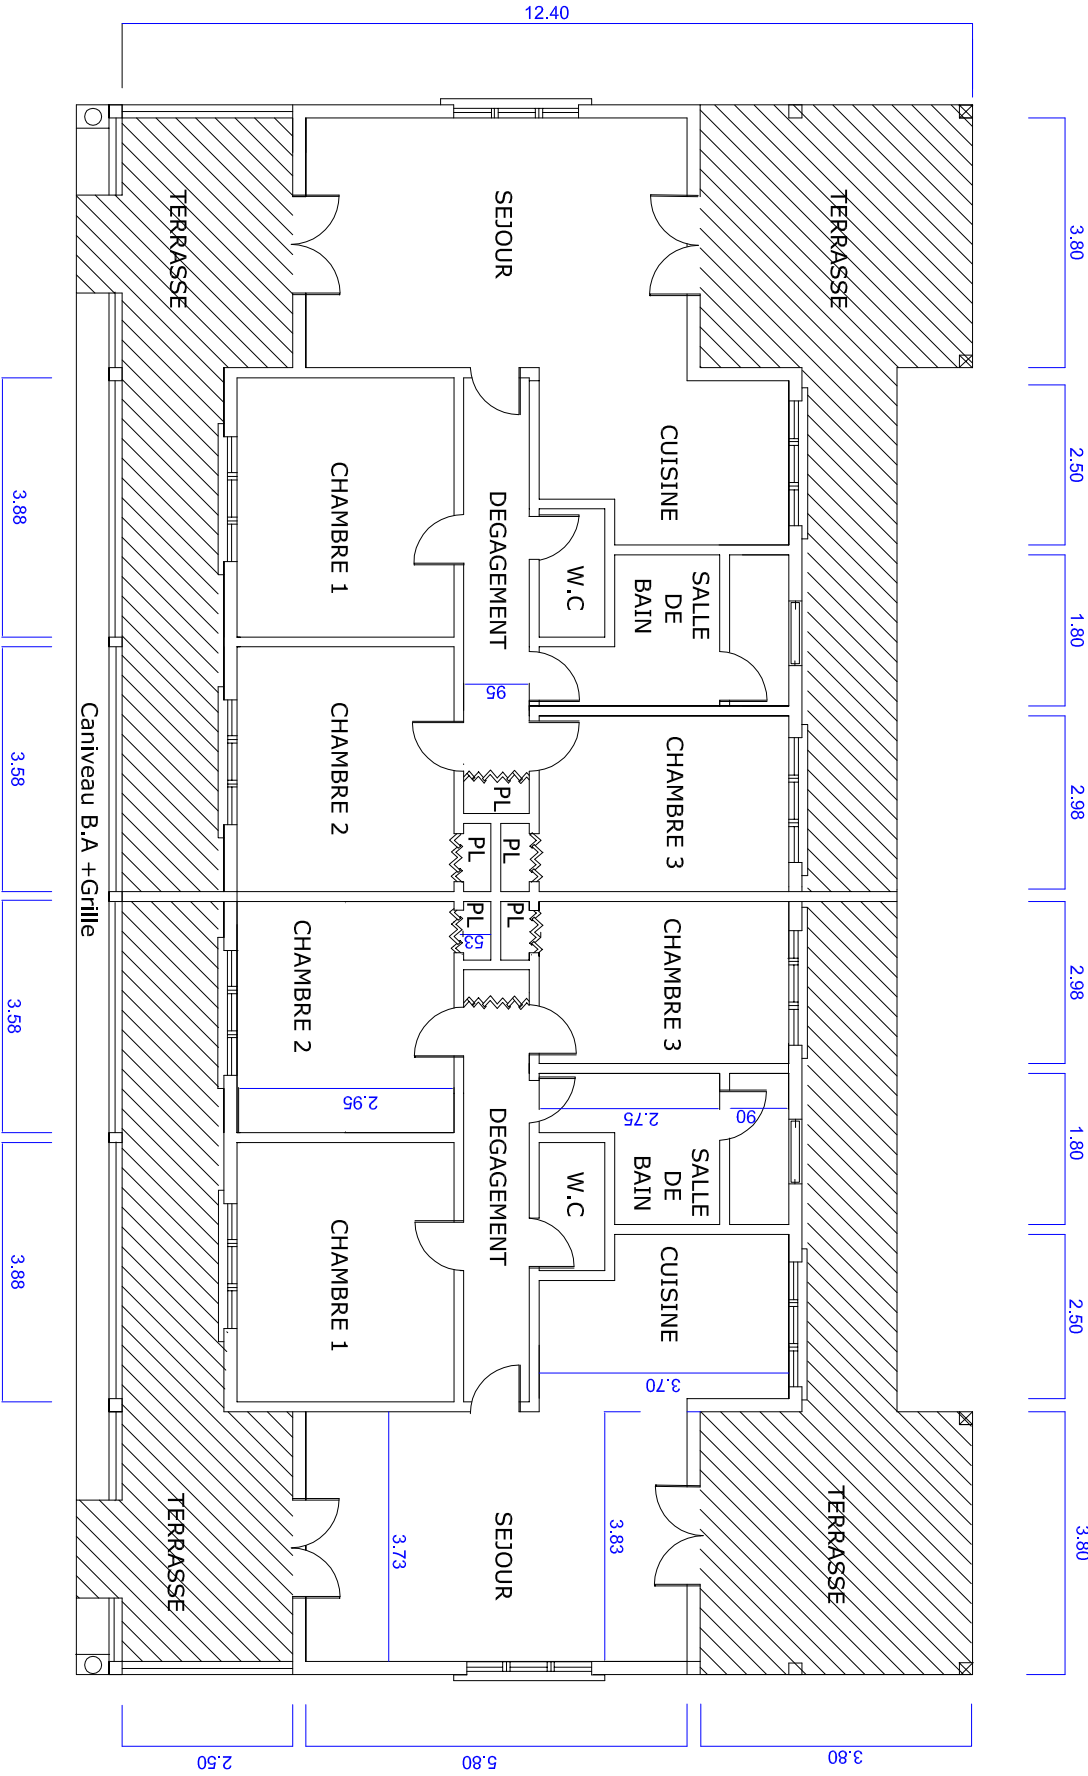 12.40
TERRASSE
SEJOUR
TERRASSE
3.80
CHAMBRE 1
DEGAGEMENT
CUISINE
2.50
3.88
W.C
SALLE
DE
BAIN
1.80
95
CHAMBRE 2
CHAMBRE 3
2.98
3.58
PL
PL
PL
Caniveau B.A +Grille
PL
PL
53
CHAMBRE 2
CHAMBRE 3
2.98
3.58
2.95
2.75
90
DEGAGEMENT
W.C
SALLE
DE
BAIN
1.80
CHAMBRE 1
CUISINE
2.50
3.88
3.70
TERRASSE
3.73
SEJOUR
3.83
TERRASSE
3.80
2.50
5.80
3.80